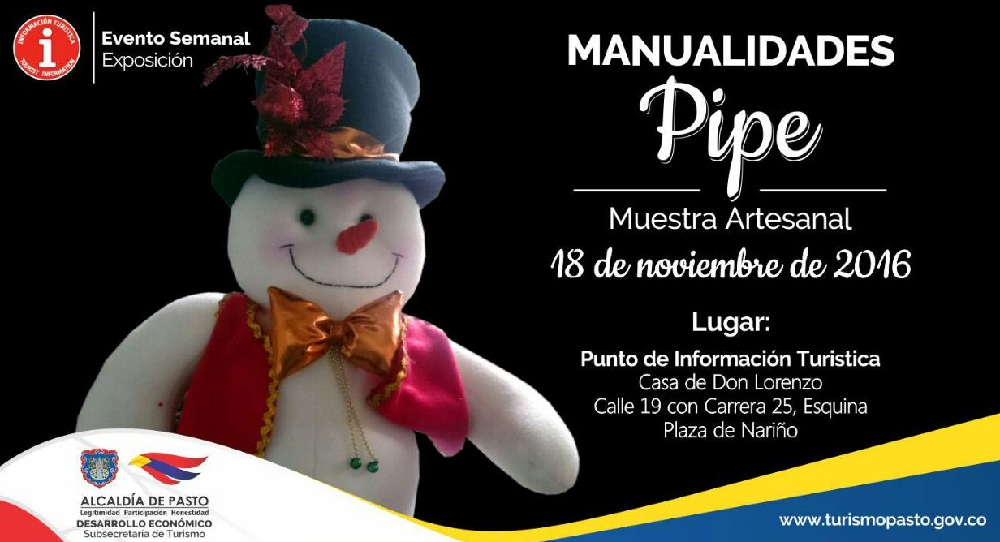 INFORMACIÓN TURISTICA
i
TOURIST INFORMATION
Evento Semanal
Exposición
MANUALIDADES
Pipe
Muestra Artesanal
18 de noviembre de 2016
Lugar:
Punto de Información Turistica
Casa de Don Lorenzo
Calle 19 con Carrera 25, Esquina
Plaza de Nariño
ALCALDÍA DE PASTO
Legitimidad Participación Honestidad
DESARROLLO ECONÓMICO
Subsecretaría de Turismo
www.turismopasto.gov.co